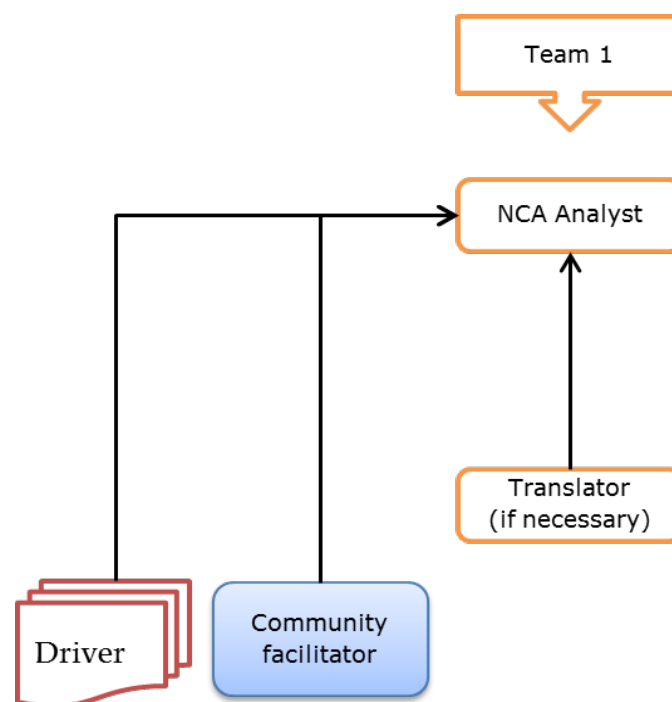 Team 1
NCA Analyst
Translator
(if necessary)
Community
facilitator
Driver